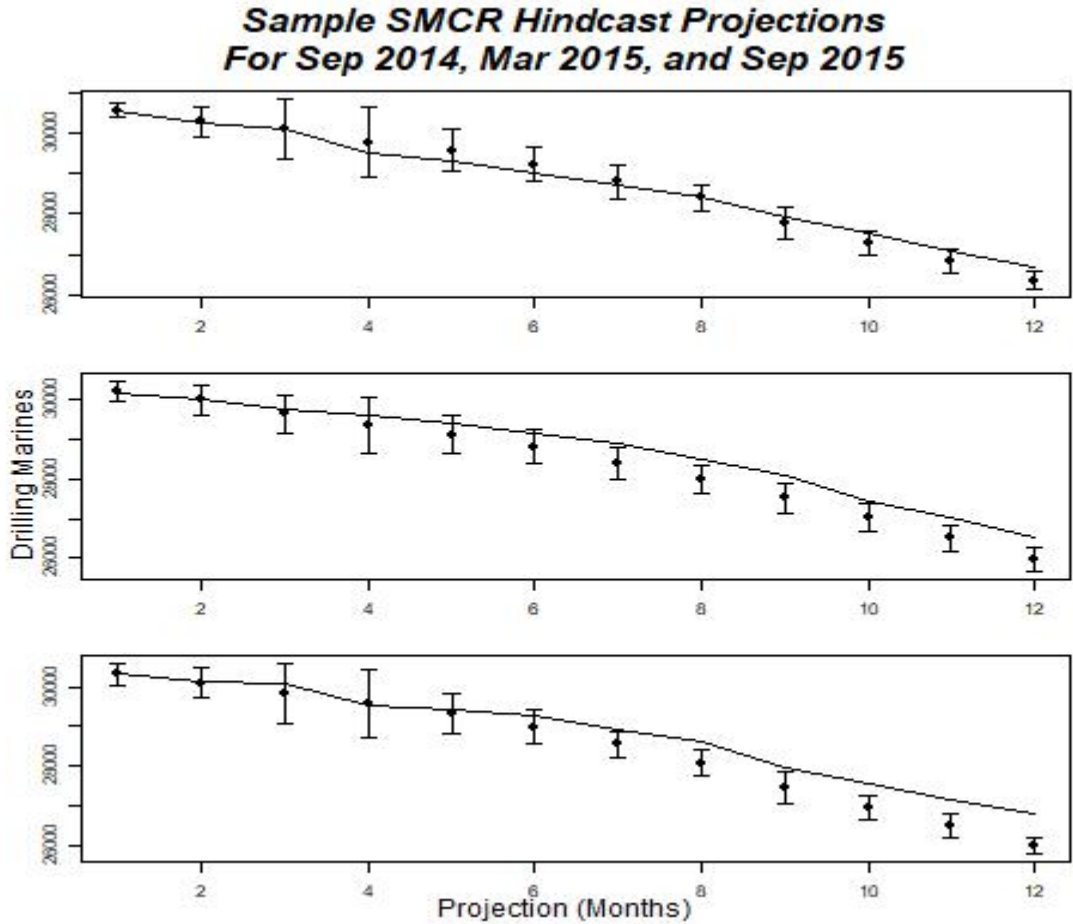 Sample SMCR Hindcast Projections
For Sep 2014, Mar 2015, and Sep 2015
30000
28000
26000
2 4 6 8 10 12
Drilling Marines
30000
28000
26000
2 4 6 8 10 12
30000
28000
26000
2 4 6 8 10 12
Projection (Months)